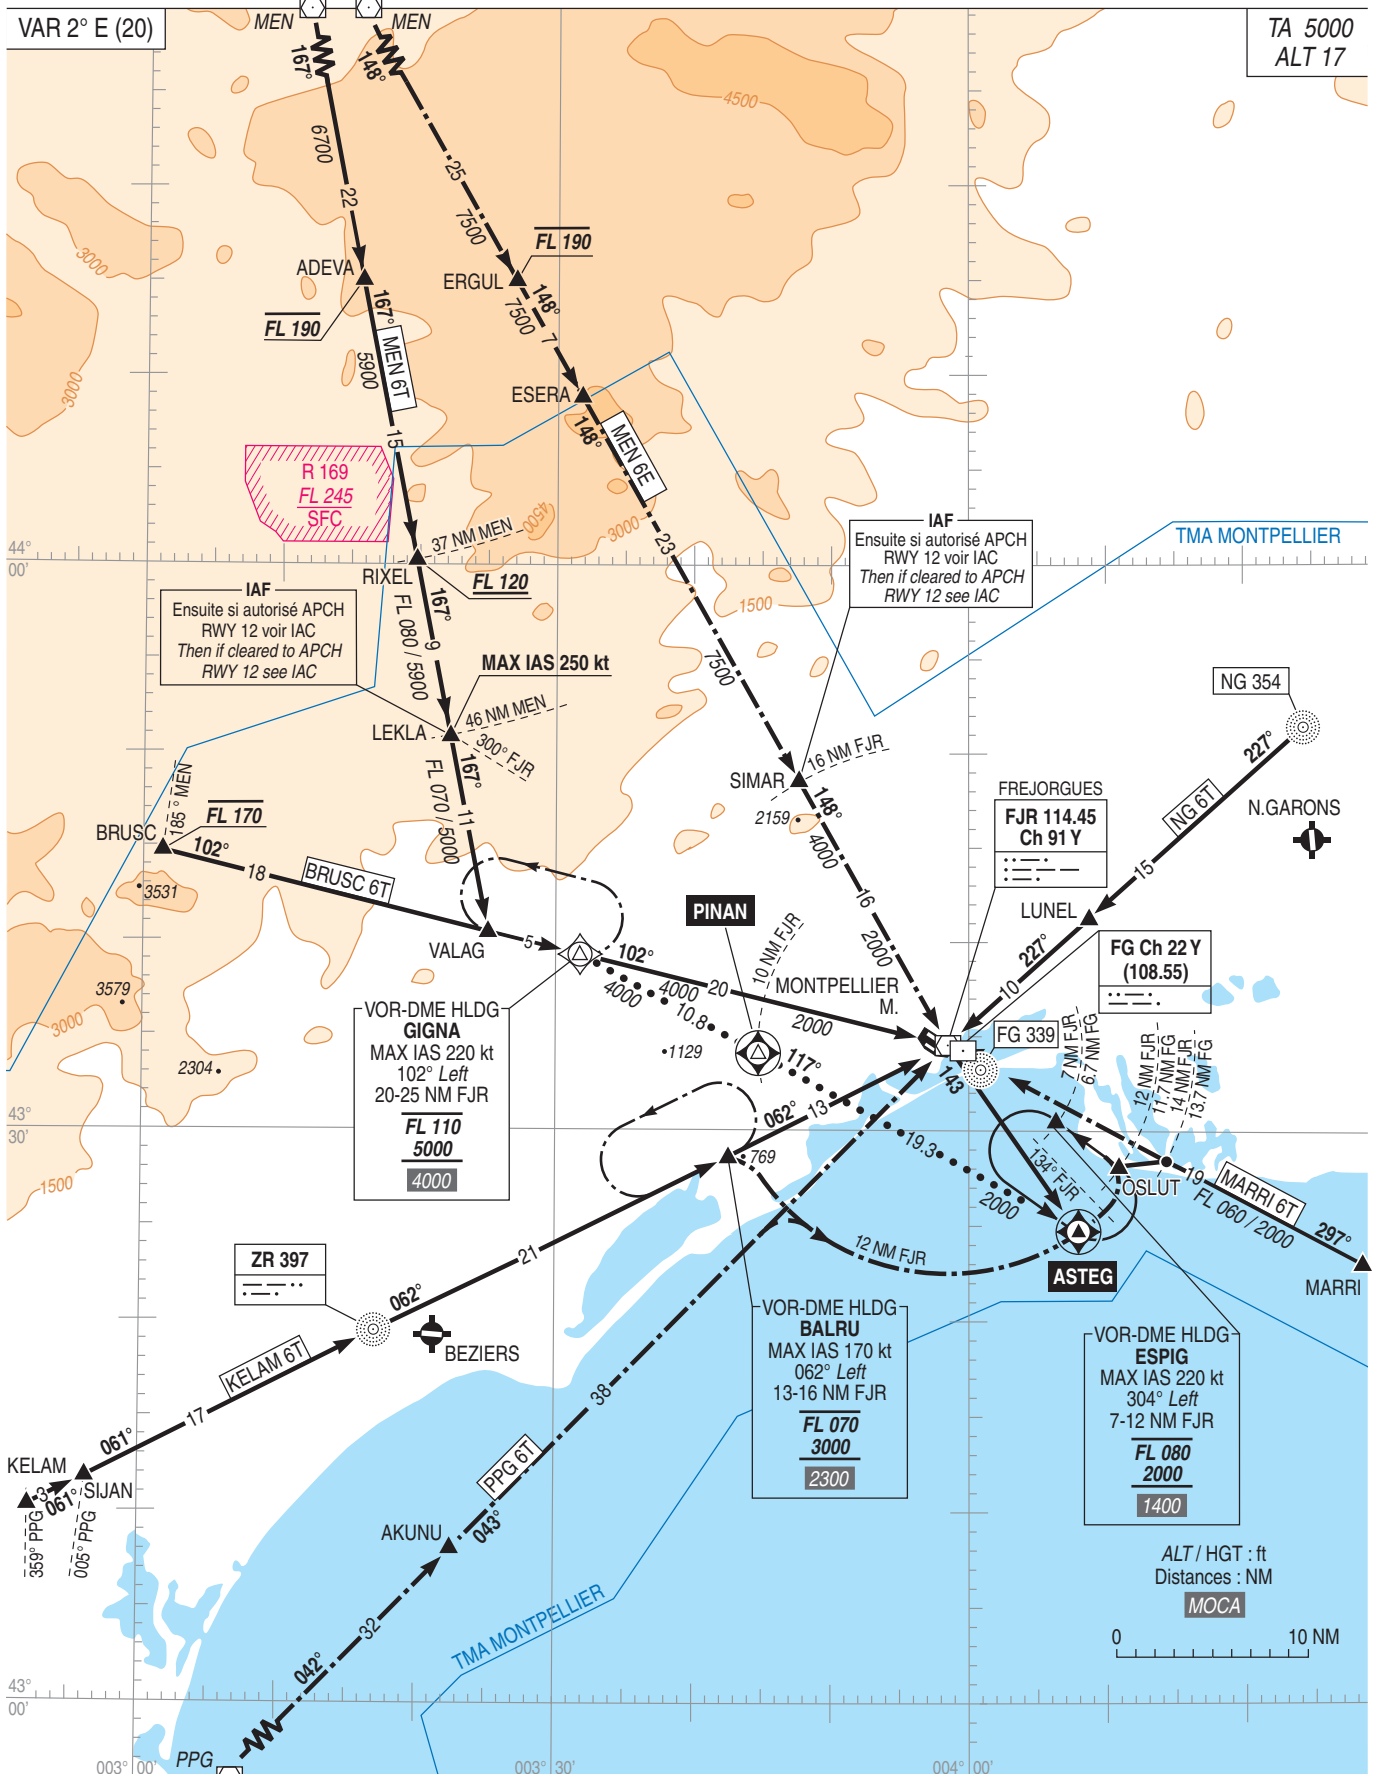 VAR 2° E (20)
MEN
MEN
TA 5000
ALT 17
167°
148°
4500
6700
22
25
7500
FL 190
3000
ADEVA
ERGUL
148°
7500
7
167°
FL 190
MEN 6T
5900
3000
ESERA
148°
MEN 6E
15
R 169
FL 245
SFC
4500
3000
37 NM MEN
23
IAF
Ensuite si autorisé APCH
RWY 12 voir IAC
Then if cleared to APCH
RWY 12 see IAC
TMA MONTPELLIER
44°
00'
RIXEL
FL 120
1500
IAF
Ensuite si autorisé APCH
RWY 12 voir IAC
Then if cleared to APCH
RWY 12 see IAC
167°
9
FL 080 / 5900
7500
MAX IAS 250 kt
NG 354
46 NM MEN
LEKLA
300° FJR
167°
227°
16 NM FJR
SIMAR
148°
185° MEN
FL 070 / 5000
11
FREJORGUES
FJR 114.45
Ch 91 Y
NG 6T
N.GARONS
FL 170
BRUSC
102°
2159
4000
18
BRUSC 6T
15
3531
16
PINAN
LUNEL
2000
227°
FG Ch 22 Y
(108.55)
VALAG
5
102°
10 NM FJR
4000
4000
20
MONTPELLIER
M.
10
3579
3000
VOR-DME HLDG
GIGNA
MAX IAS 220 kt
102° Left
20-25 NM FJR
FL 110
5000
4000
10.8
2000
FG 339
1129
117°
2304
143
7 NM FJR
6.7 NM FG
12 NM FJR
11.7 NM FG
14 NM FJR
13.7 NM FG
43°
30'
062°
13
19.3
769
134° FJR
1500
2000
OSLUT
19
MARRI 6T
FL 060 / 2000
297°
MARRI
12 NM FJR
21
ZR 397
ASTEG
062°
BEZIERS
VOR-DME HLDG
BALRU
MAX IAS 170 kt
062° Left
13-16 NM FJR
FL 070
3000
2300
VOR-DME HLDG
ESPIG
MAX IAS 220 kt
304° Left
7-12 NM FJR
FL 080
2000
1400
KELAM 6T
17
38
061°
KELAM
3
061°
SIJAN
PPG 6T
359° PPG
005° PPG
AKUNU
043°
ALT / HGT : ft
Distances : NM
MOCA
0 10 NM
32
TMA MONTPELLIER
042°
43°
00'
PPG
003° 00'
003° 30'
004° 00'